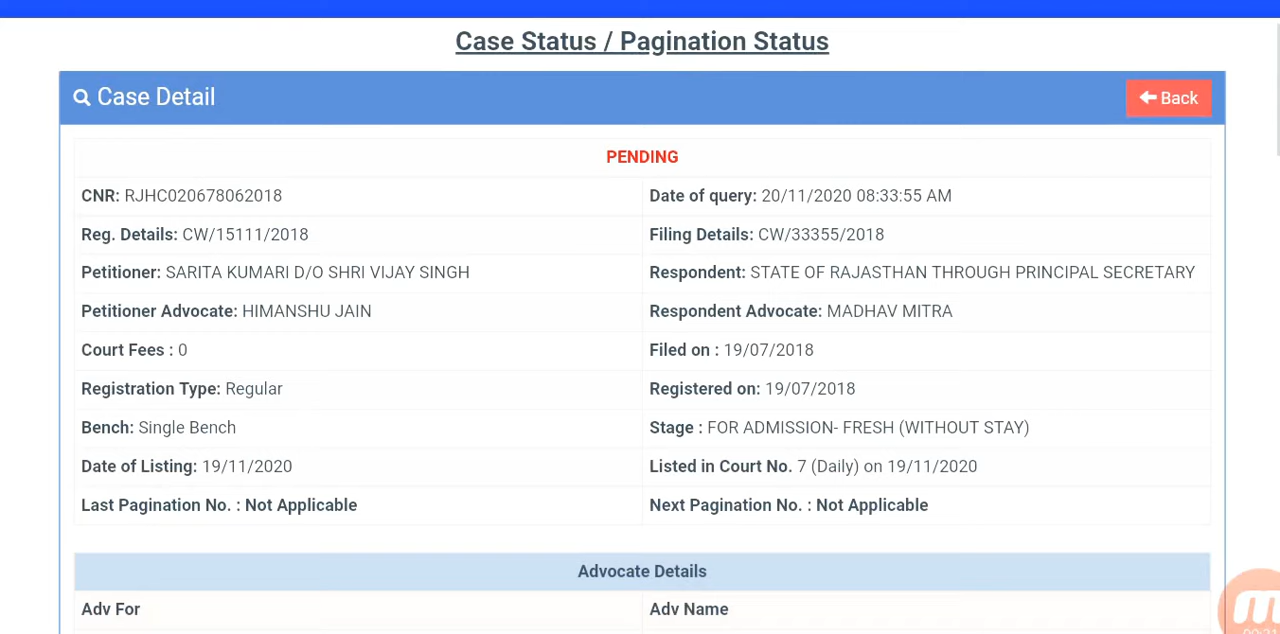 Case Status / Pagination Status
Case Detail
Back
PENDING
CNR: RJHC020678062018 Date of query: 20/11/2020 08:33:55 AM
Reg. Details: CW/15111/2018 Filing Details: CW/33355/2018
Petitioner: SARITA KUMARI D/O SHRI VIJAY SINGH Respondent: STATE OF RAJASTHAN THROUGH PRINCIPAL SECRETARY
Petitioner Advocate: HIMANSHU JAIN Respondent Advocate: MADHAV MITRA
Court Fees : 0 Filed on : 19/07/2018
Registration Type: Regular Registered on: 19/07/2018
Bench: Single Bench Stage : FOR ADMISSION- FRESH (WITHOUT STAY)
Date of Listing: 19/11/2020 Listed in Court No. 7 (Daily) on 19/11/2020
Last Pagination No. : Not Applicable Next Pagination No. : Not Applicable
Advocate Details
Adv For Adv Name